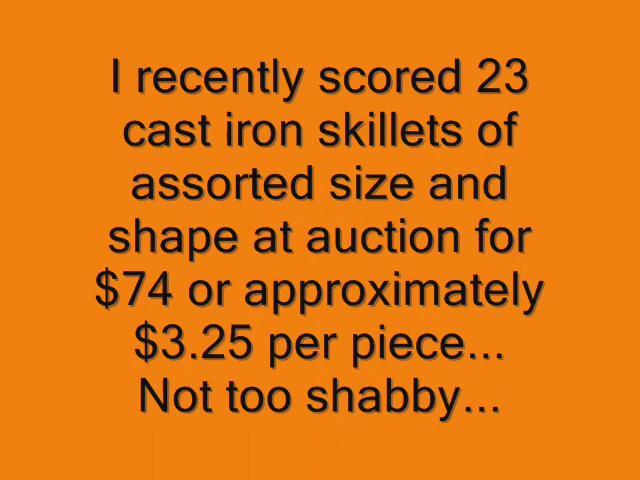 I recently scored 23
cast iron skillets of
assorted size and
shape at auction for
$74 or approximately
$3.25 per piece...
Not too shabby...